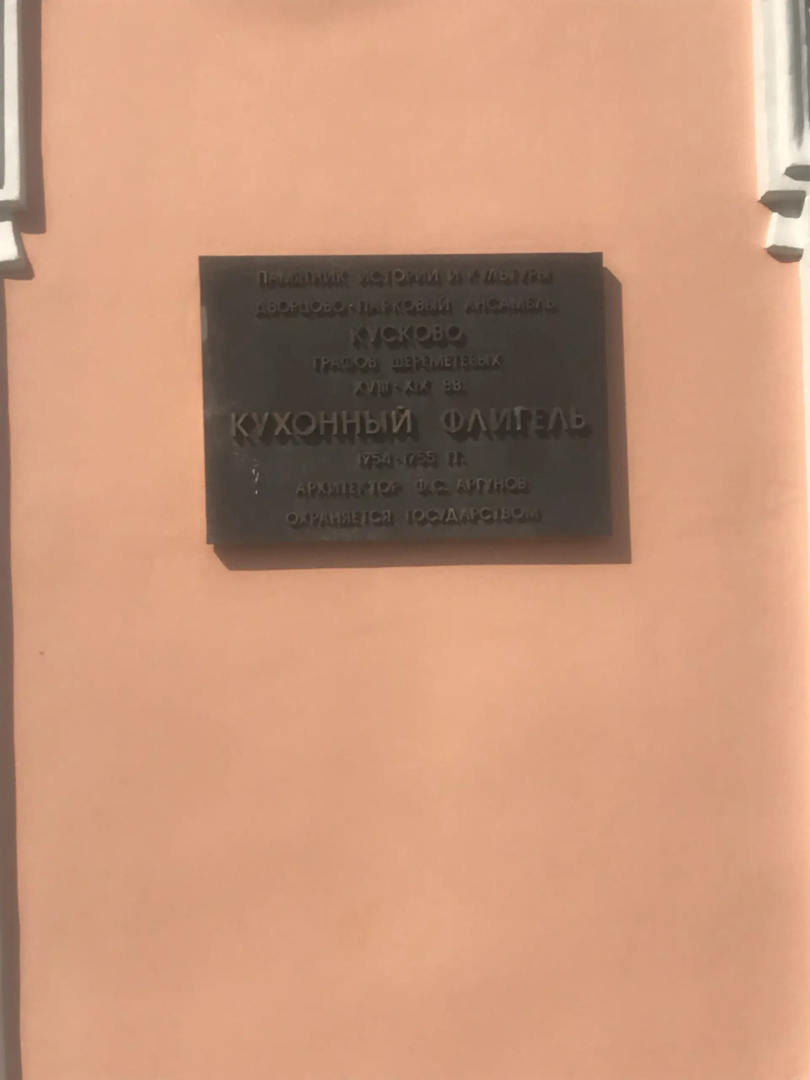 ПАМЯТНИК ИСТОРИИ И КУЛЬТУРЫ
ДВОРЦОВО-ПАРКОВЫЙ АНСАМБЛЬ
КУСКОВО
ГРАФОВ ШЕРЕМЕТЕВЫХ
XVIII-XIX ВВ.
КУХОННЫЙ ФЛИГЕЛЬ
1754-1755 ГГ.
АРХИТЕКТОР Ф.С. АРГУНОВ
ОХРАНЯЕТСЯ ГОСУДАРСТВОМ